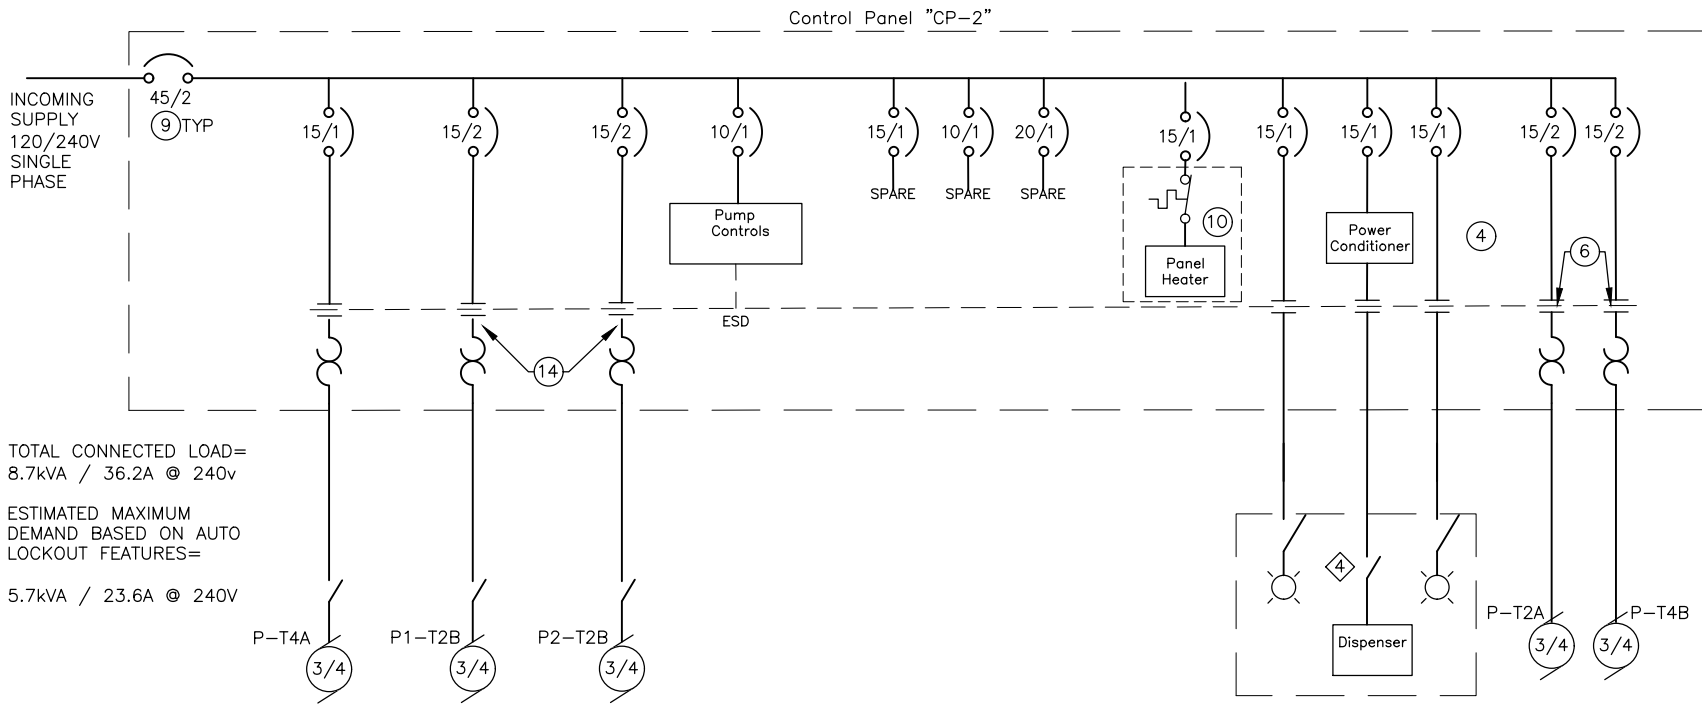 Control Panel "CP-2"
INCOMING
SUPPLY
120/240V
SINGLE
PHASE
45/2
9 TYP
15/1
15/2
15/2
10/1
15/1
10/1
20/1
15/1
15/1
15/1
15/1
15/2
15/2
SPARE
SPARE
SPARE
Pump
Controls
10
Panel
Heater
Power
Conditioner
4
6
ESD
14
TOTAL CONNECTED LOAD=
8.7kVA / 36.2A @ 240v
ESTIMATED MAXIMUM
DEMAND BASED ON AUTO
LOCKOUT FEATURES=
5.7kVA / 23.6A @ 240V
4
P-T4A
P1-T2B
P2-T2B
P-T2A
P-T4B
3/4
3/4
3/4
Dispenser
3/4
3/4